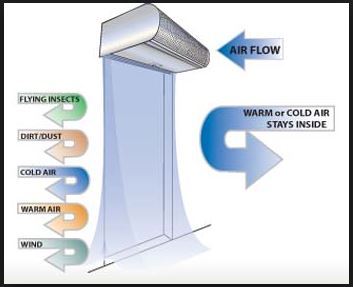 AIR FLOW
FLYING INSECTS
DIRT/DUST
COLD AIR
WARM AIR
WIND
WARM or COLD AIR
STAYS INSIDE